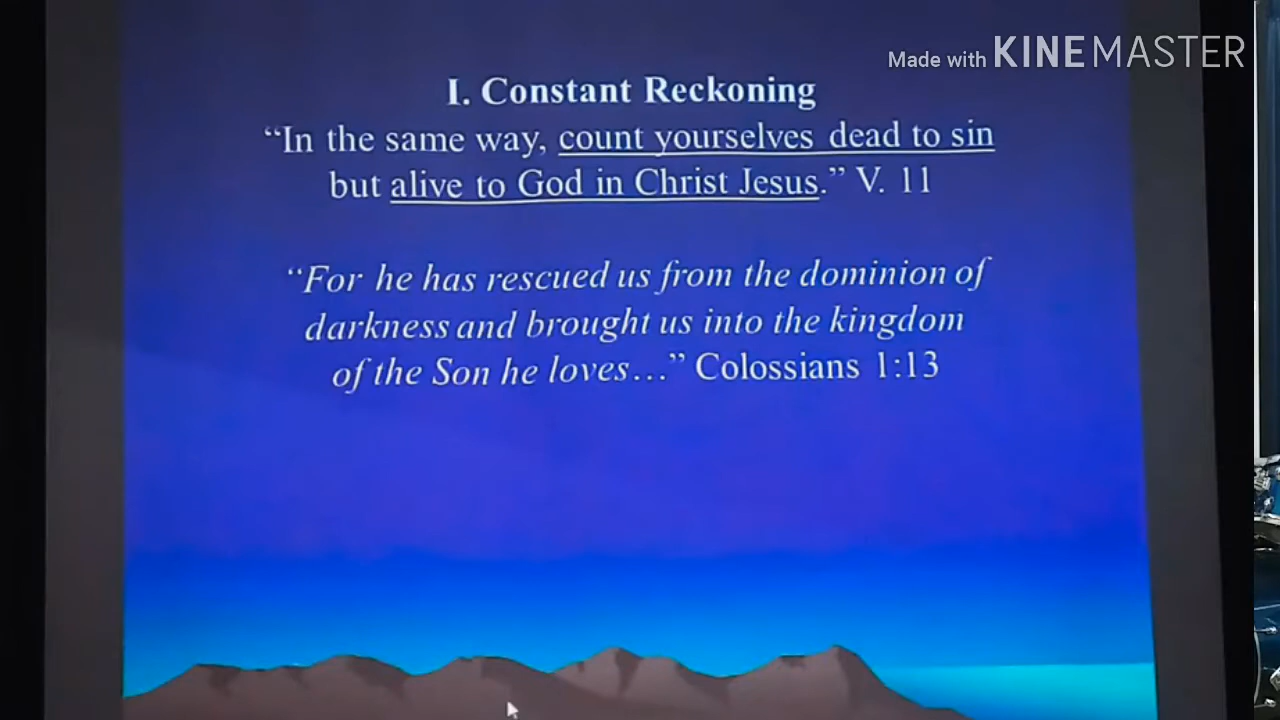 Made with KINEMASTER
I. Constant Reckoning
“In the same way, count yourselves dead to sin
but alive to God in Christ Jesus.” V. 11
“For he has rescued us from the dominion of
darkness and brought us into the kingdom
of the Son he loves…” Colossians 1:13